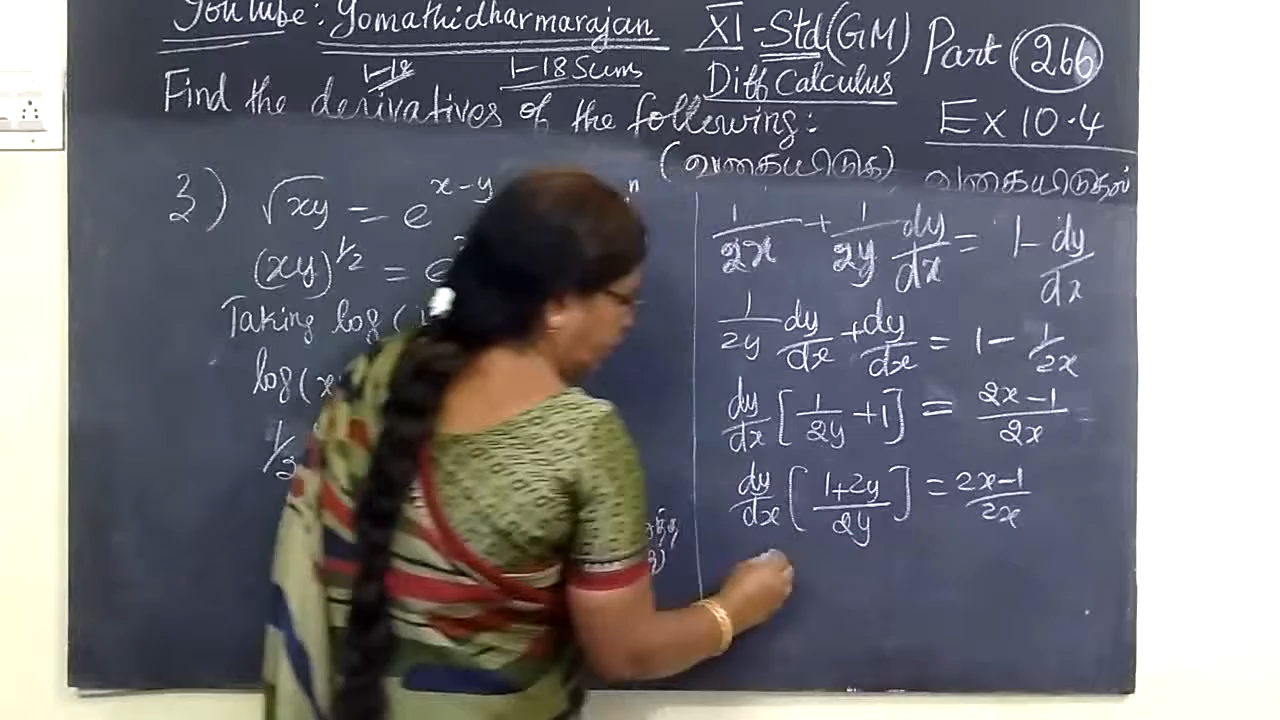 YouTube: Yomathidharmarajan XI-Std(GM) Part 266
1-18 1-18 Sums Diff Calculus
Find the derivatives of the following: Ex 10.4
(வகையிடுக) வகையிடுதல்
3) √xy = e^(x-y)
(xy)^(1/2) = e
Taking log
log(x
1/2
1/2x + 1/2y dy/dx = 1 - dy/dx
1/2y dy/dx + dy/dx = 1 - 1/2x
dy/dx [1/2y + 1] = 2x-1/2x
dy/dx [1+2y/2y] = 2x-1/2x